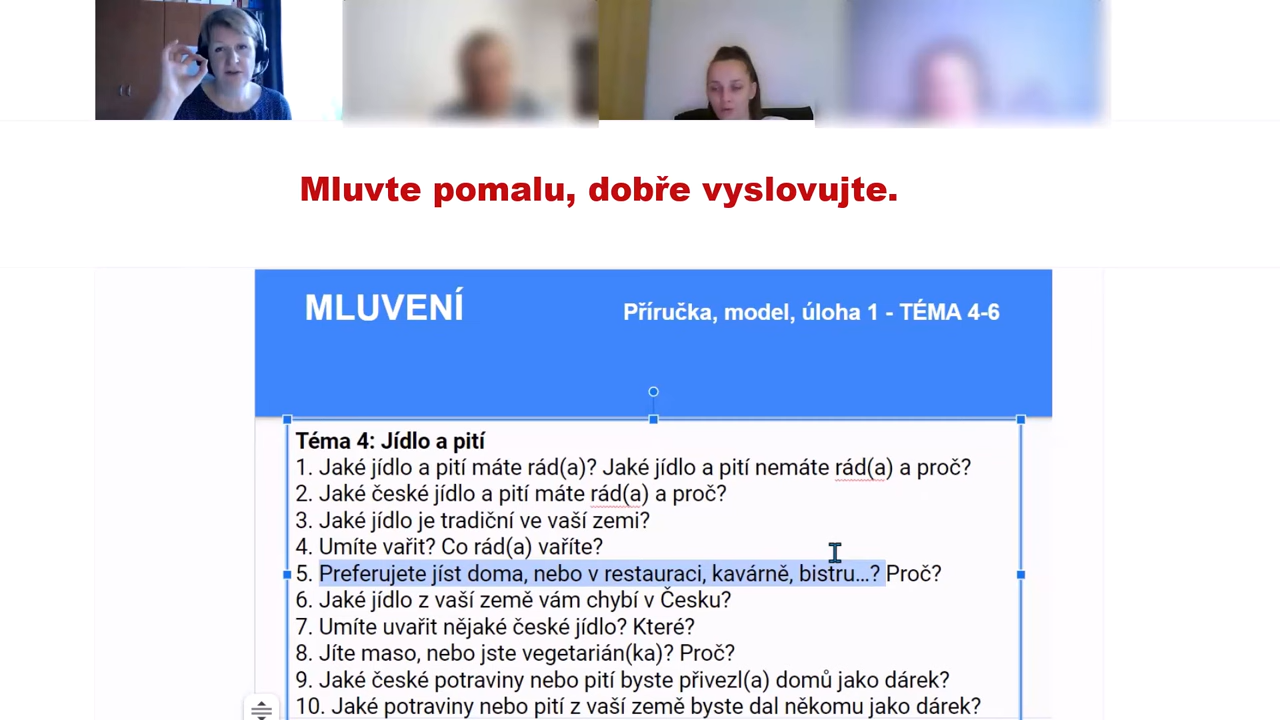 Mluvte pomalu, dobře vyslovujte.
MLUVENÍ
Příručka, model, úloha 1 - TÉMA 4-6
Téma 4: Jídlo a pití
1. Jaké jídlo a pití máte rád(a)? Jaké jídlo a pití nemáte rád(a) a proč?
2. Jaké české jídlo a pití máte rád(a) a proč?
3. Jaké jídlo je tradiční ve vaší zemi?
4. Umíte vařit? Co rád(a) vaříte?
5. Preferujete jíst doma, nebo v restauraci, kavárně, bistru...? Proč?
6. Jaké jídlo z vaší země vám chybí v Česku?
7. Umíte uvařit nějaké české jídlo? Které?
8. Jíte maso, nebo jste vegetarián(ka)? Proč?
9. Jaké české potraviny nebo pití byste přivezl(a) domů jako dárek?
10. Jaké potraviny nebo pití z vaší země byste dal někomu jako dárek?